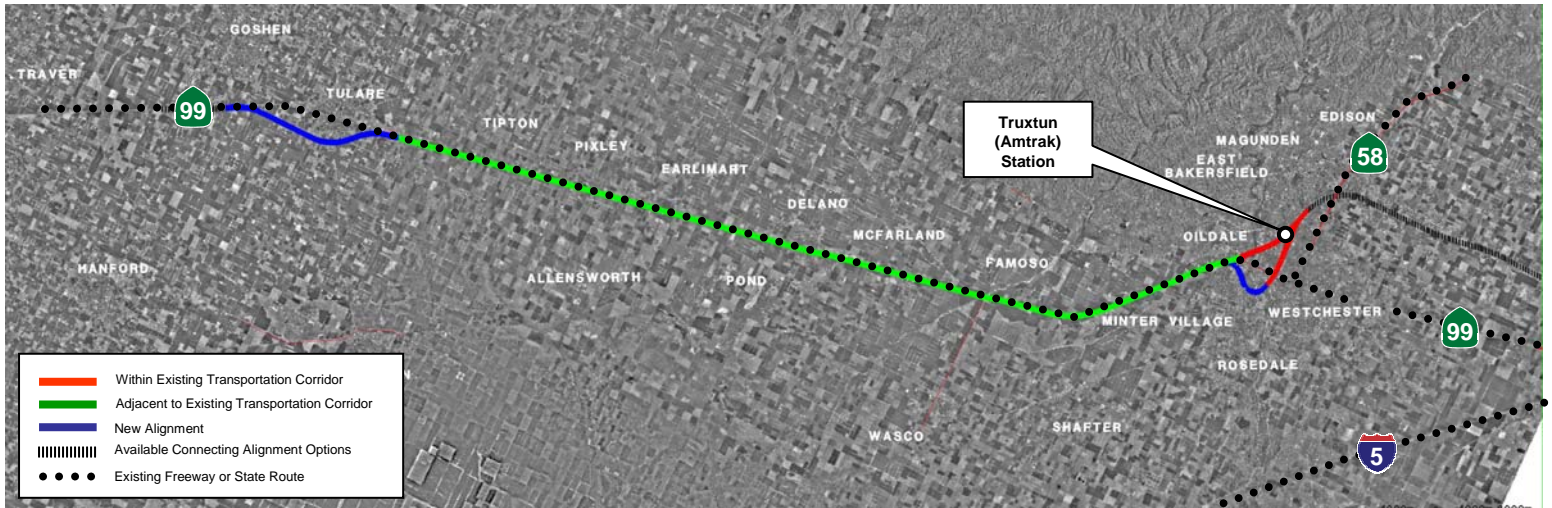 GOSHEN
TRAVER
99
TULARE
TIPTON
PIXLEY
EARLIMART
DELANO
MCFARLAND
HANFORD
ALLENSWORTH
POND
FAMOSO
Truxtun
(Amtrak)
Station
EDISON
MAGUNDEN
58
EAST
BAKERSFIELD
OILDALE
MINTER VILLAGE
WESTCHESTER
99
ROSEDALE
WASCO
SHAFTER
5
Within Existing Transportation Corridor
Adjacent to Existing Transportation Corridor
New Alignment
Available Connecting Alignment Options
Existing Freeway or State Route